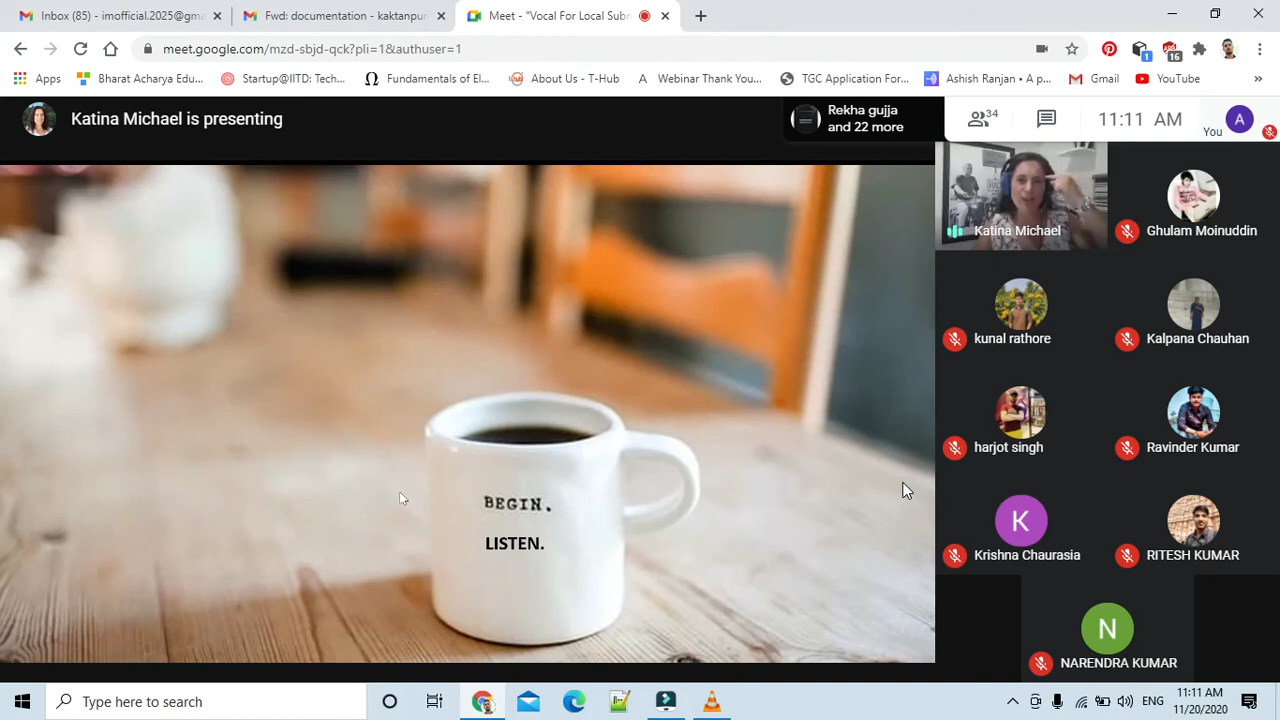 Inbox (85) - imofficial.2025@gma
Fwd: documentation - kaktanpur
Meet - "Vocal For Local Subm
meet.google.com/mzd-sbjd-qck?pli=1&authuser=1
Apps
Bharat Acharya Edu...
Startup@IITD: Tech...
Fundamentals of El...
About Us - T-Hub
Webinar Thank You...
TGC Application For...
Ashish Ranjan • A p...
Gmail
YouTube
»
1
16
Katina Michael is presenting
Rekha gujja
and 22 more
34
11:11 AM
You
A
Katina Michael
Ghulam Moinuddin
kunal rathore
Kalpana Chauhan
harjot singh
Ravinder Kumar
K
Krishna Chaurasia
RITESH KUMAR
N
NARENDRA KUMAR
BEGIN.
LISTEN.
Type here to search
ENG
11:11 AM
11/20/2020